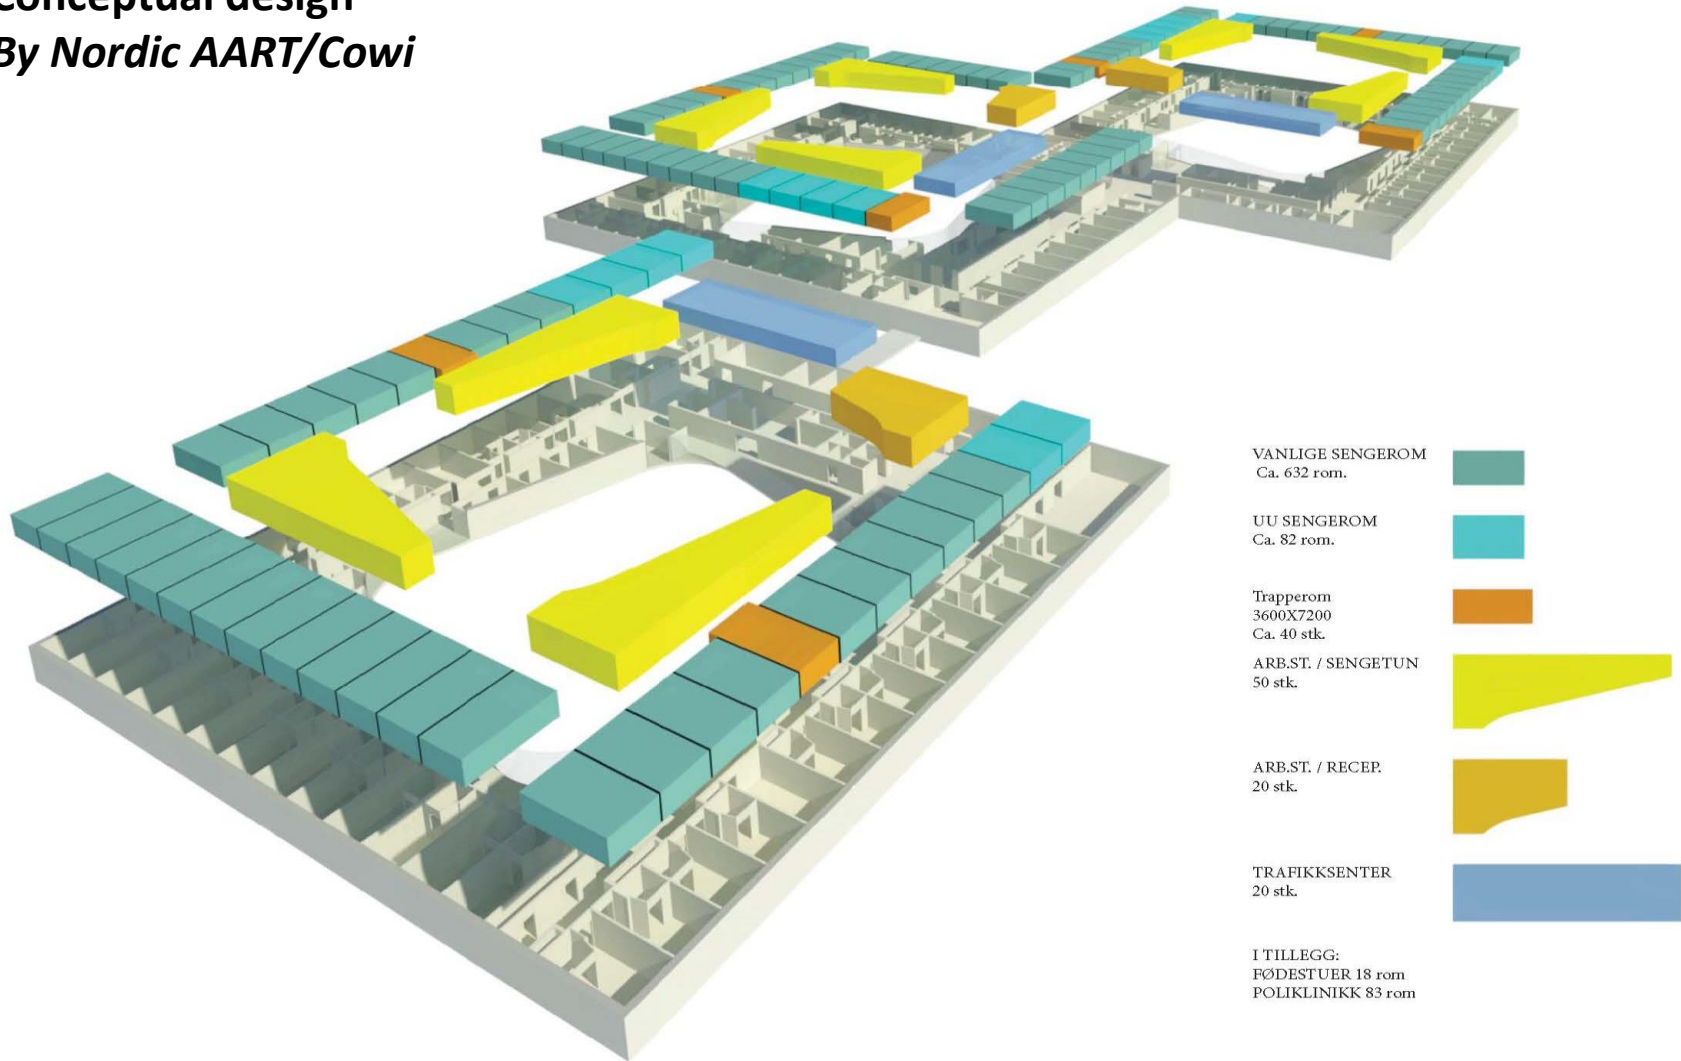 Conceptual design
By Nordic AART/Cowi
VANLIGE SENGEROM
Ca. 632 rom.
UU SENGEROM
Ca. 82 rom.
Trapperom
3600X7200
Ca. 40 stk.
ARB.ST. / SENGETUN
50 stk.
ARB.ST. / RECEP.
20 stk.
TRAFIKKSENTER
20 stk.
I TILLEGG:
FØDESTUER 18 rom
POLIKLINIKK 83 rom